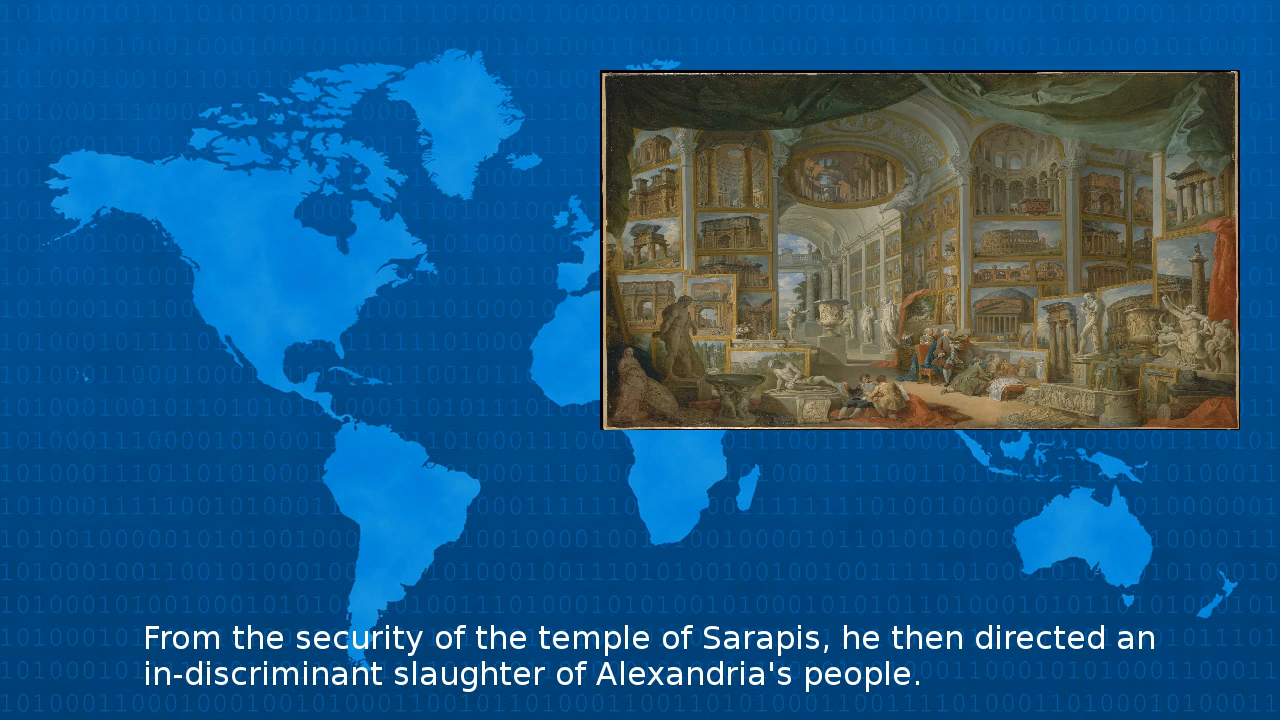 From the security of the temple of Sarapis, he then directed an
in-discriminant slaughter of Alexandria's people.